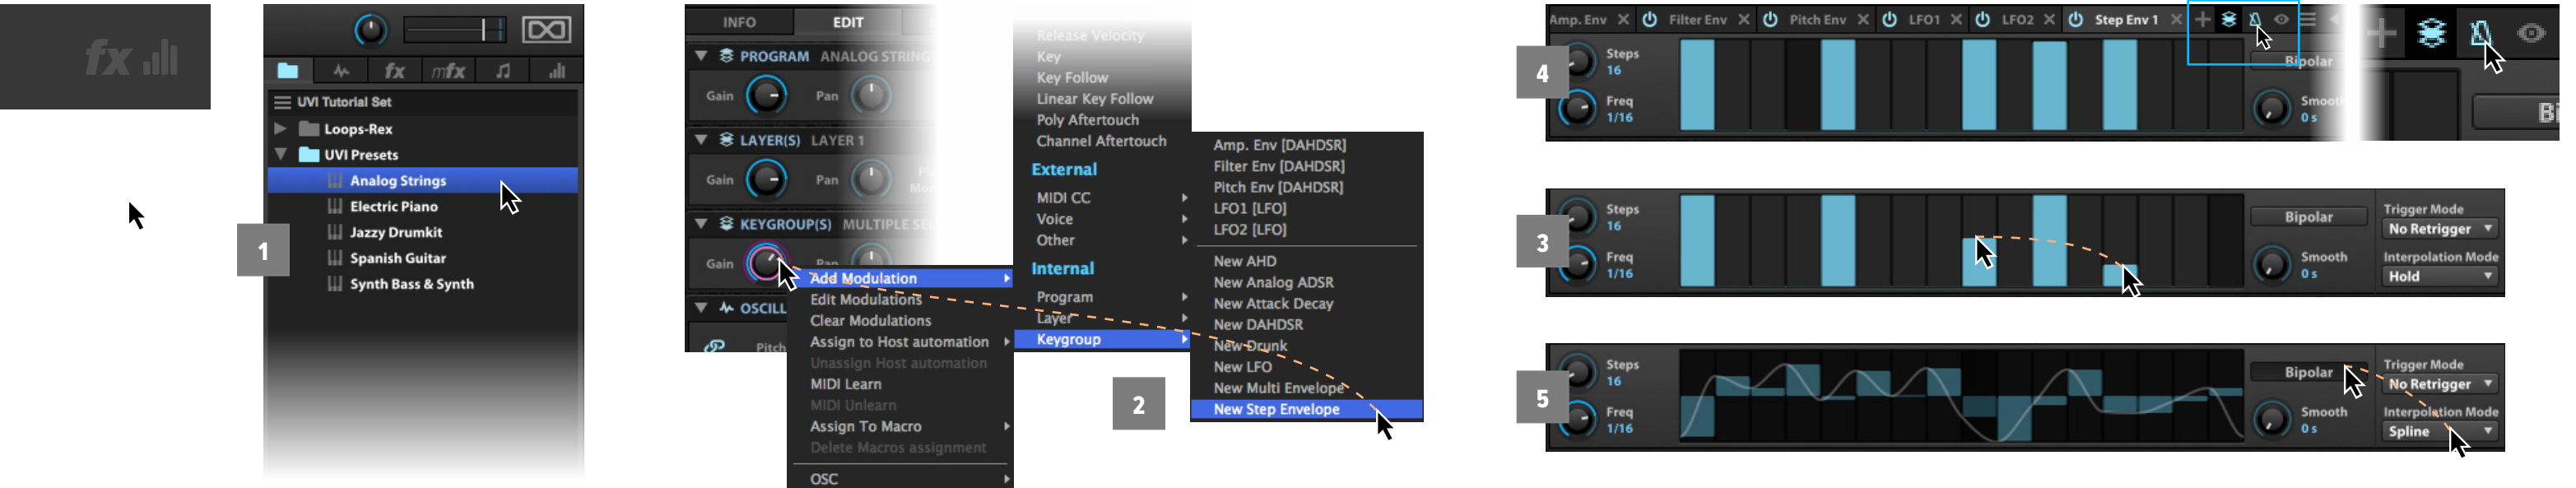 fx
1
fx
mfx
UVI Tutorial Set
Loops-Rex
UVI Presets
Analog Strings
Electric Piano
Jazzy Drumkit
Spanish Guitar
Synth Bass & Synth
INFO
EDIT
PROGRAM ANALOG STRINGS
Gain
Pan
LAYER(S) LAYER 1
Gain
Pan
KEYGROUP(S) MULTIPLE
Gain
Pan
OSCILL
Pitch
Add Modulation
Edit Modulations
Clear Modulations
Assign to Host automation
Unassign Host automation
MIDI Learn
MIDI Unlearn
Assign To Macro
Delete Macros assignment
OSC
Release Velocity
Key
Key Follow
Linear Key Follow
Poly Aftertouch
Channel Aftertouch
External
MIDI CC
Voice
Other
Internal
Program
Layer
Keygroup
2
Amp. Env [DAHDSR]
Filter Env [DAHDSR]
Pitch Env [DAHDSR]
LFO1 [LFO]
LFO2 [LFO]
New AHD
New Analog ADSR
New Attack Decay
New DAHDSR
New Drunk
New LFO
New Multi Envelope
New Step Envelope
4
Amp. Env
Filter Env
Pitch Env
LFO1
LFO2
Step Env 1
Steps
16
Freq
1/16
Bipolar
Smooth
0 s
Bi
3
Steps
16
Freq
1/16
Bipolar
Smooth
0 s
Trigger Mode
No Retrigger
Interpolation Mode
Hold
5
Steps
16
Freq
1/16
Bipolar
Smooth
0 s
Trigger Mode
No Retrigger
Interpolation Mode
Spline